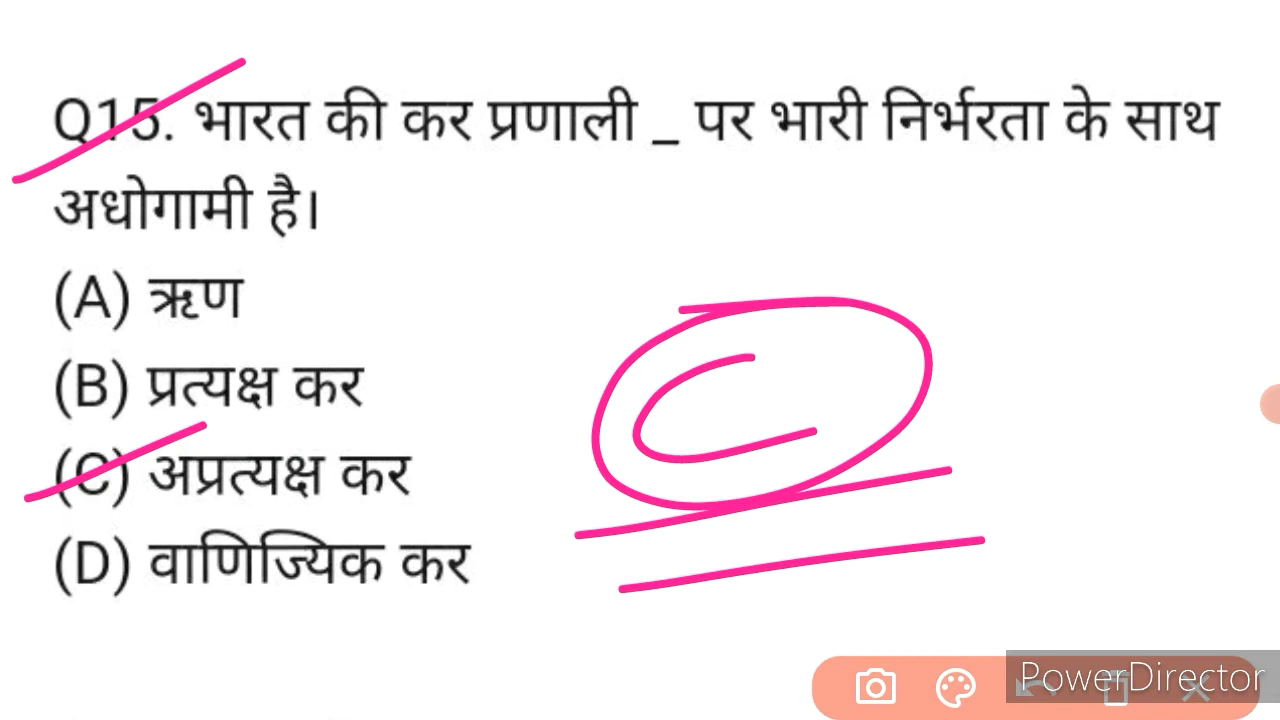 Q15. भारत की कर प्रणाली _ पर भारी निर्भरता के साथ
अधोगामी है।
(A) ऋण
(B) प्रत्यक्ष कर
(C) अप्रत्यक्ष कर
C
(D) वाणिज्यिक कर
PowerDirector